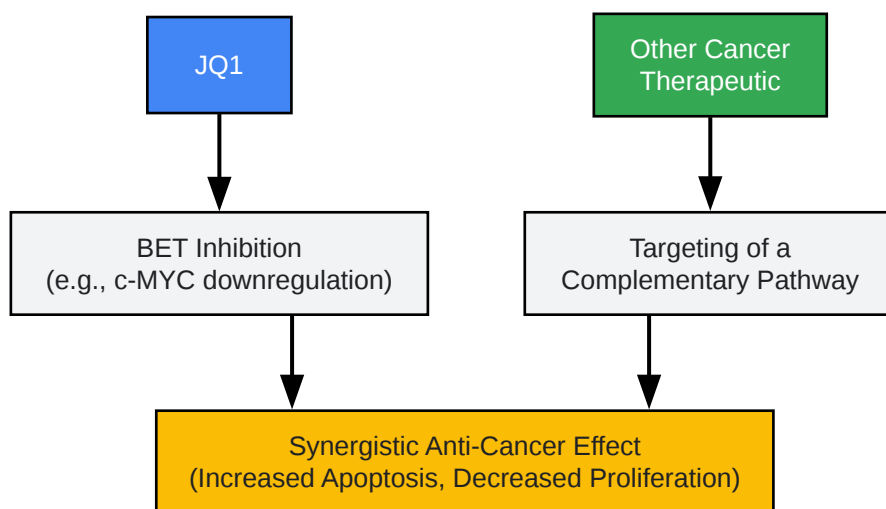 JQ1
Other Cancer
Therapeutic
BET Inhibition
(e.g., c-MYC downregulation)
Targeting of a
Complementary Pathway
Synergistic Anti-Cancer Effect
(Increased Apoptosis, Decreased Proliferation)